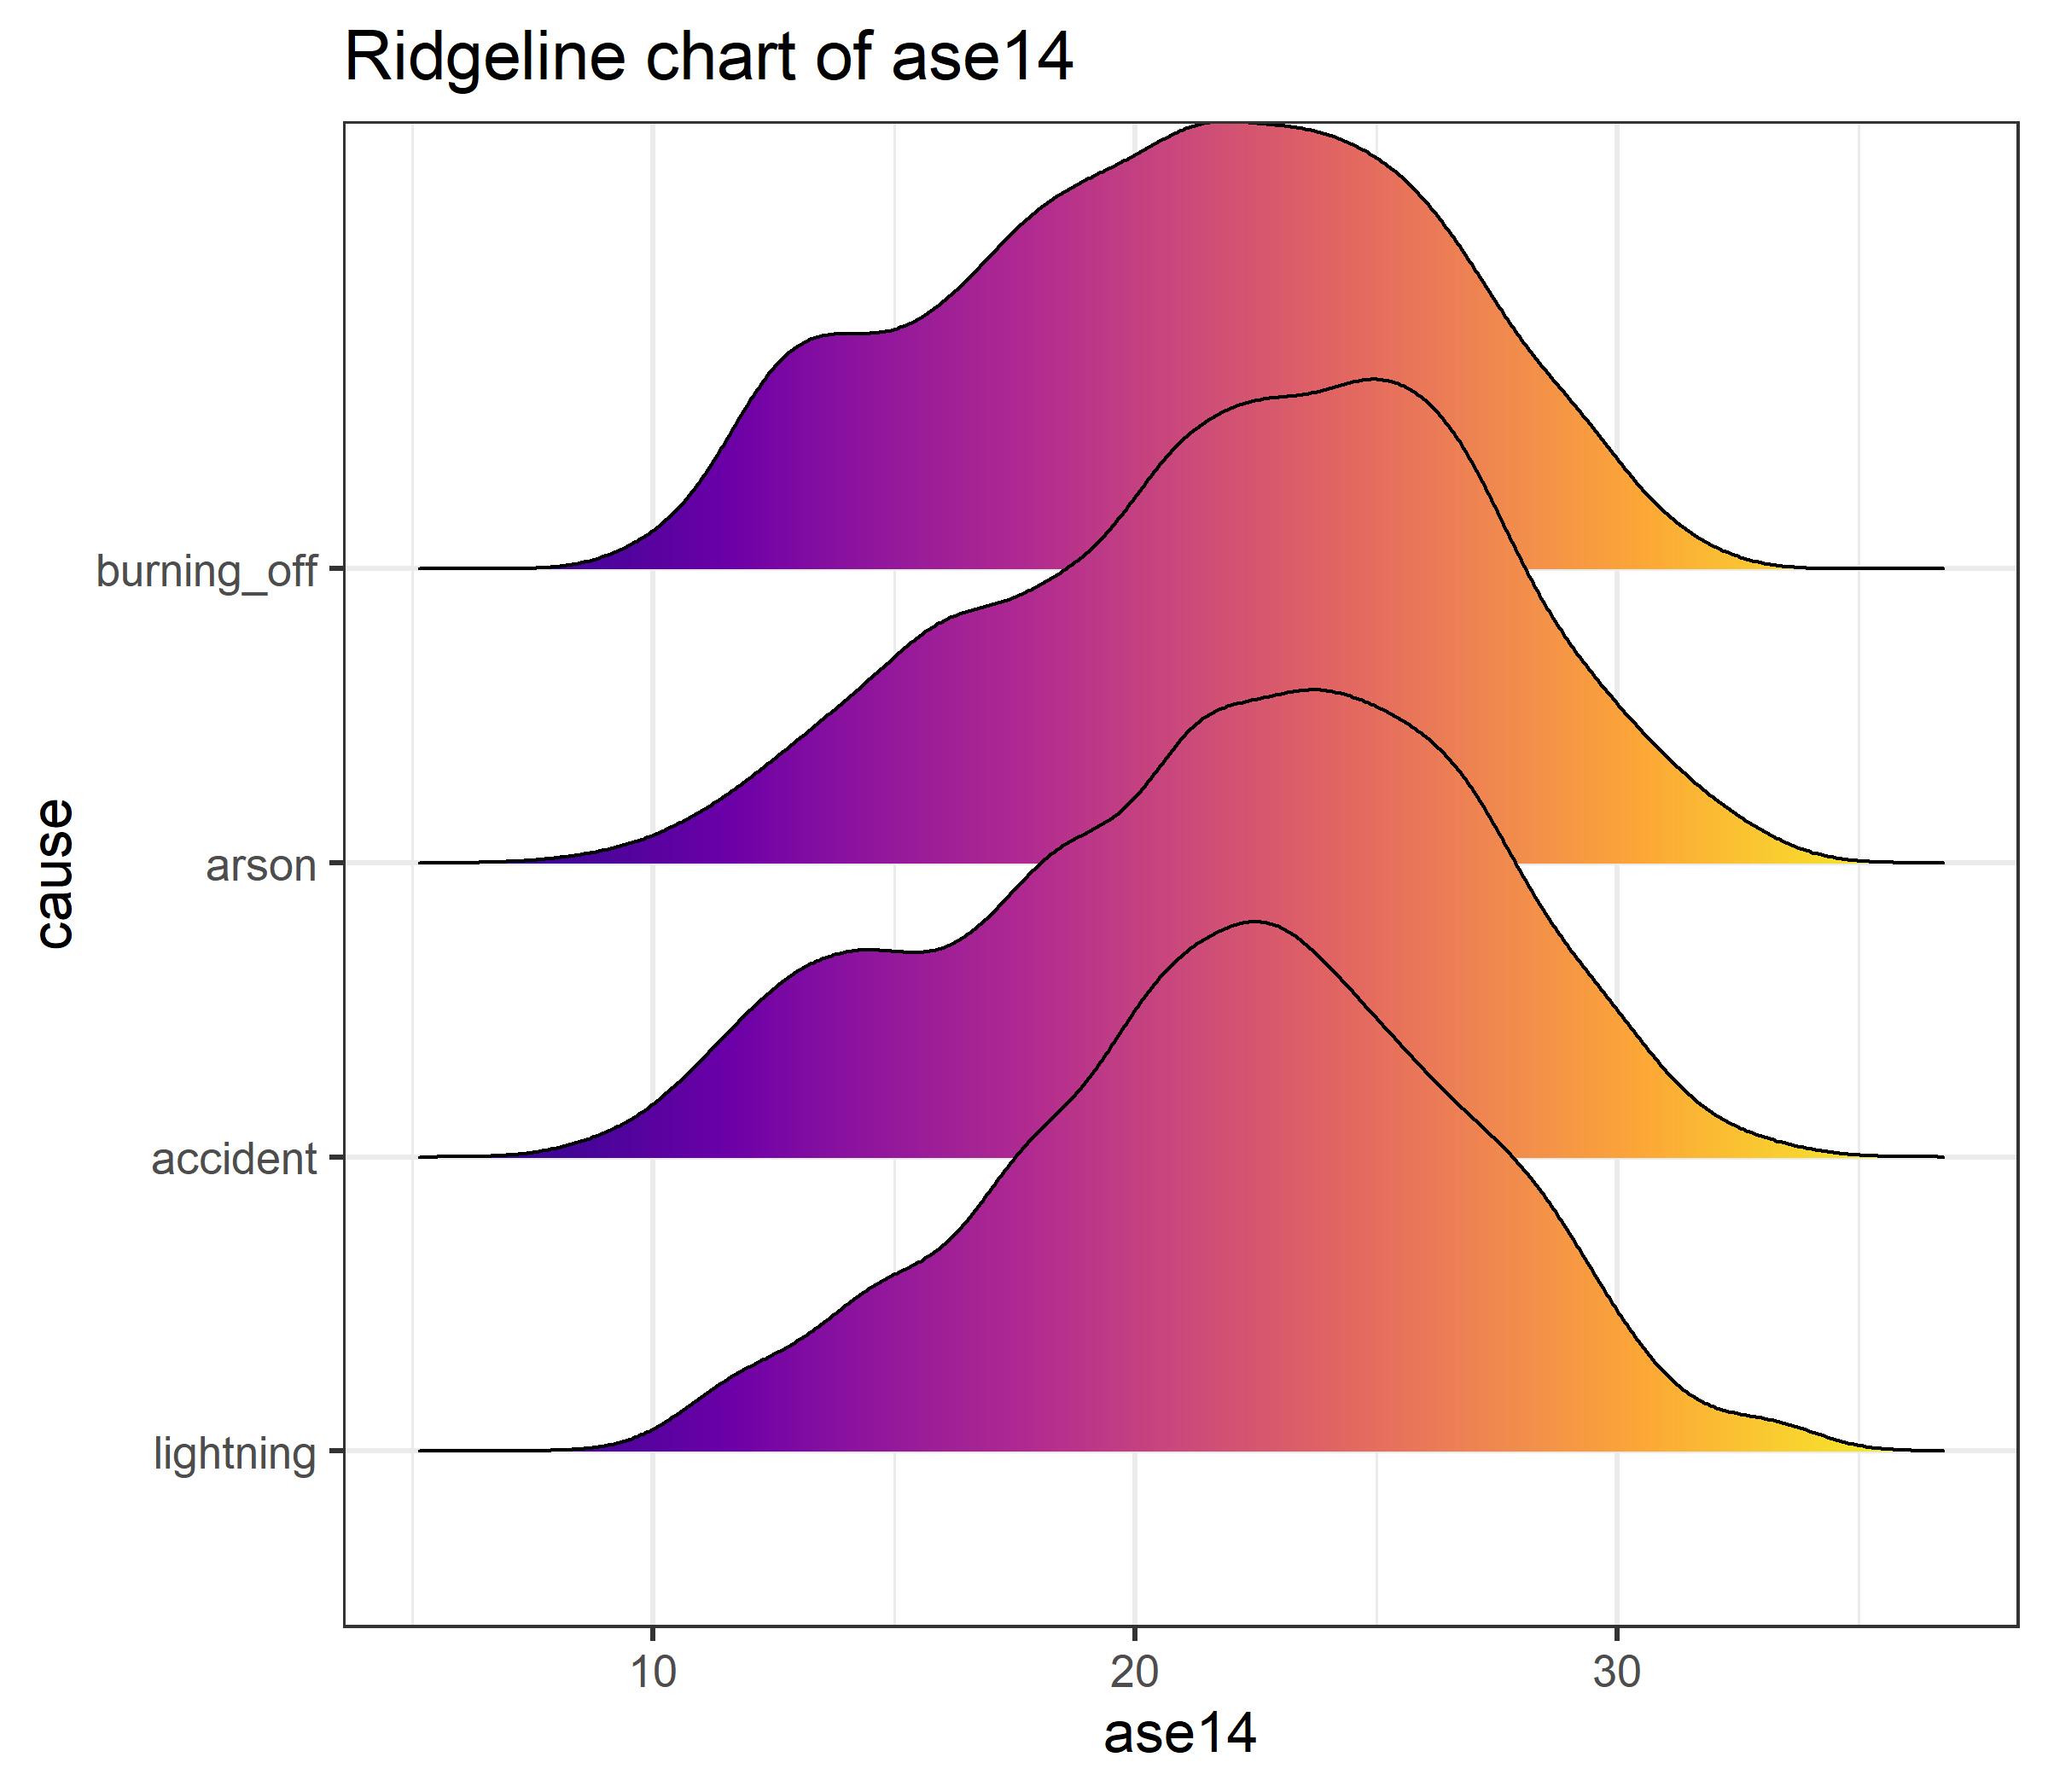 Ridgeline chart of ase14
burning_off
arson
accident
lightning
cause
10 20 30
ase14